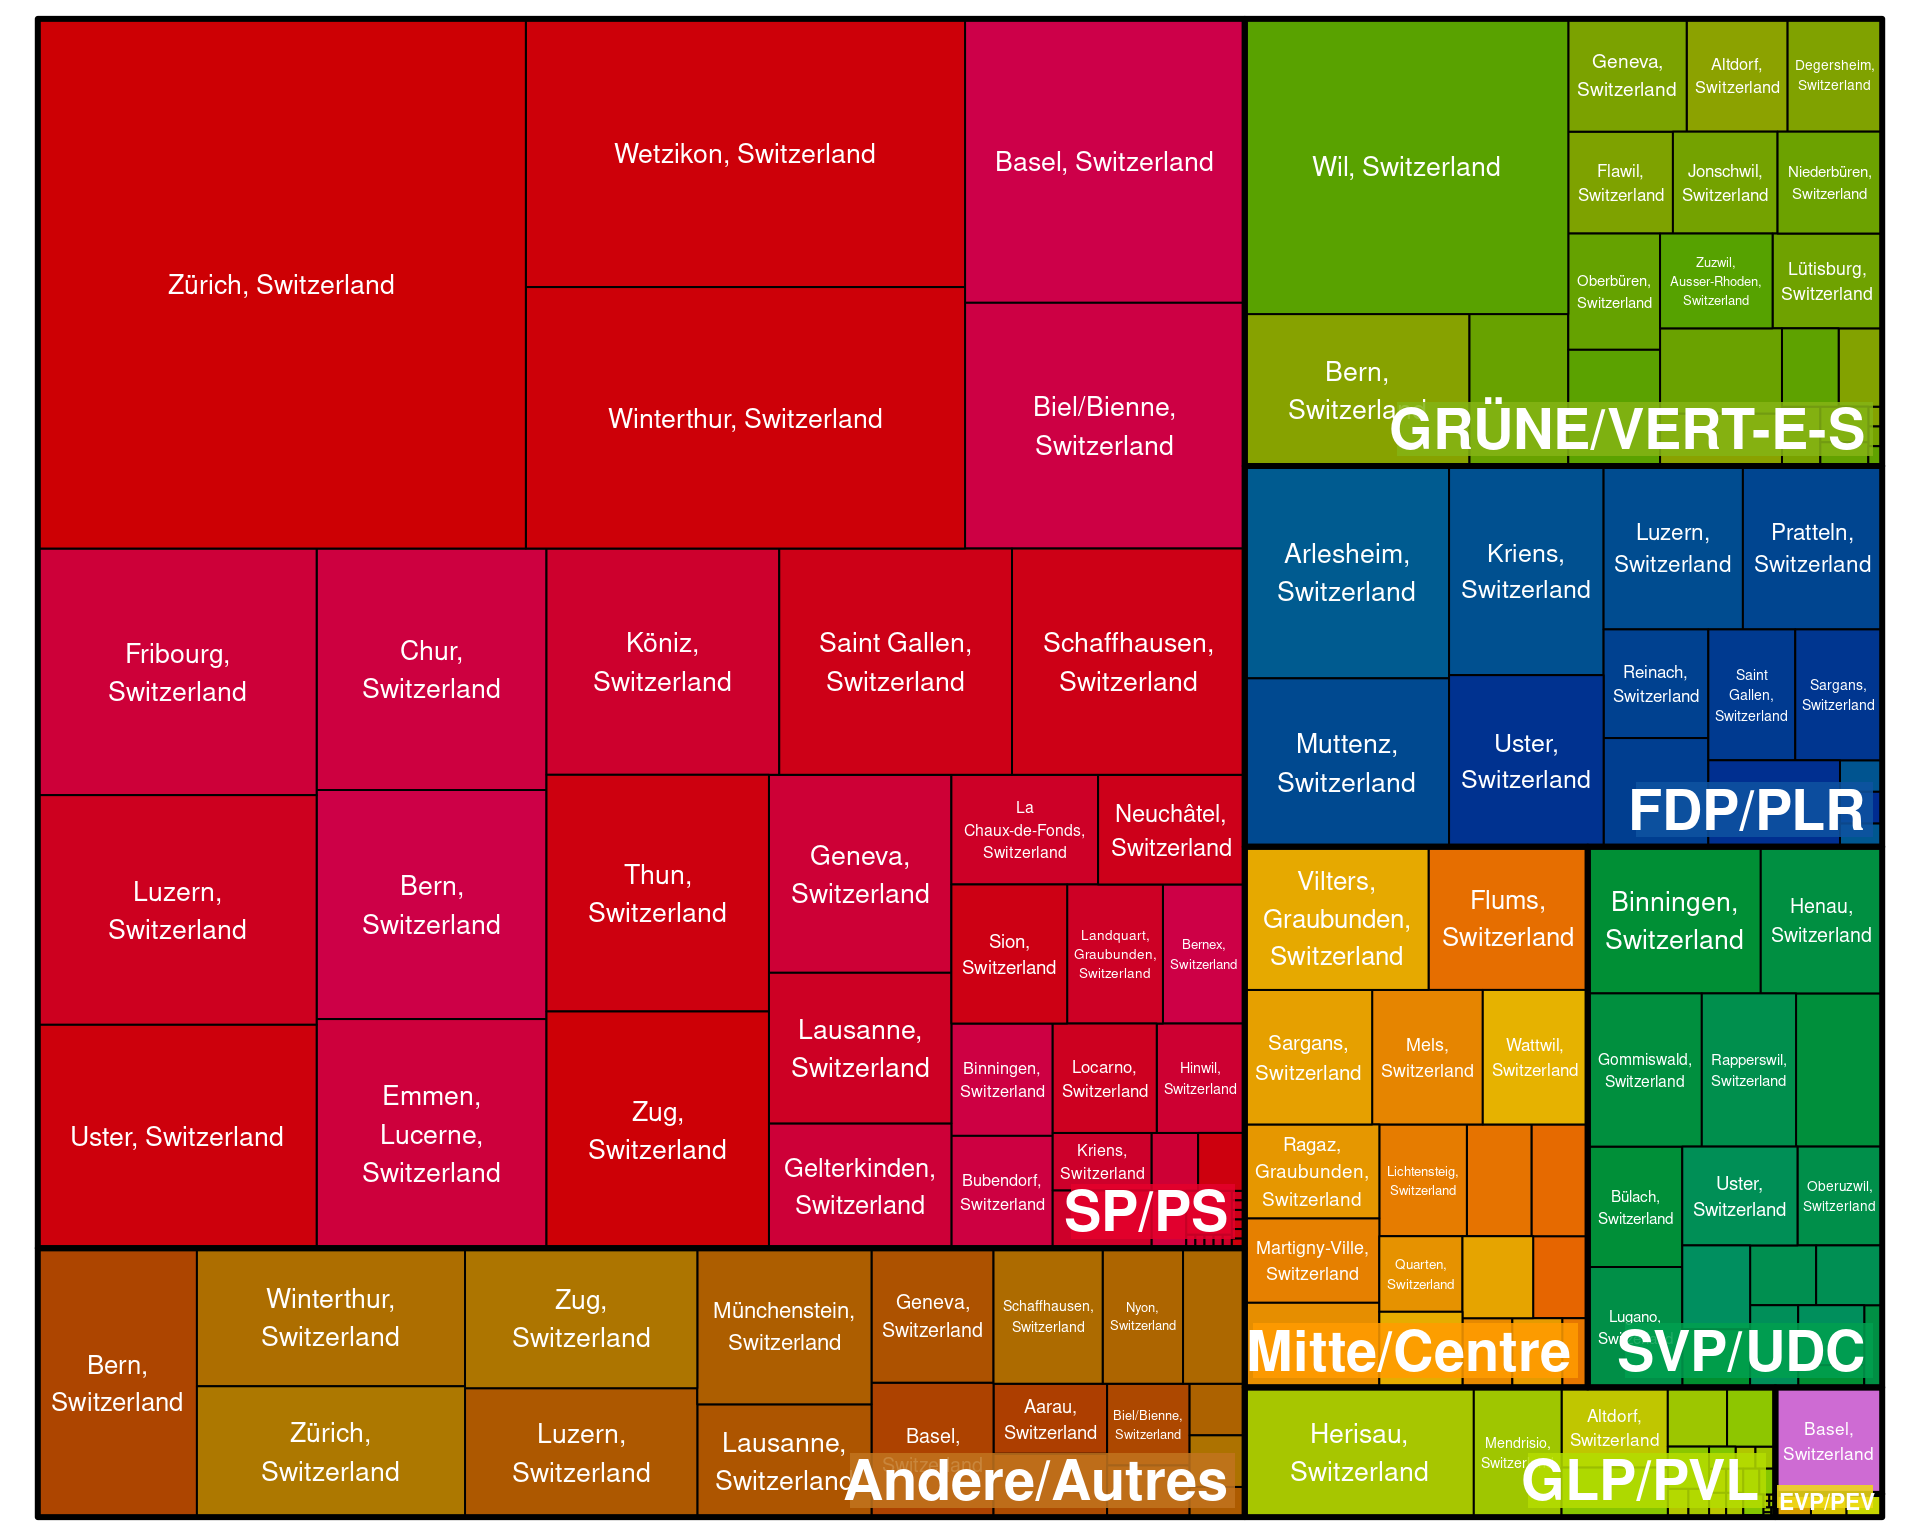 Zürich, Switzerland
Wetzikon, Switzerland
Winterthur, Switzerland
Basel, Switzerland
Biel/Bienne,
Switzerland
Fribourg,
Switzerland
Luzern,
Switzerland
Uster, Switzerland
Chur,
Switzerland
Bern,
Switzerland
Emmen,
Lucerne,
Switzerland
Köniz,
Switzerland
Saint Gallen,
Switzerland
Schaffhausen,
Switzerland
Thun,
Switzerland
Zug,
Switzerland
Geneva,
Switzerland
Lausanne,
Switzerland
Gelterkinden,
Switzerland
La
Chaux-de-Fonds,
Switzerland
Neuchâtel,
Switzerland
Sion,
Switzerland
Landquart,
Graubunden,
Switzerland
Bernex,
Switzerland
Binningen,
Switzerland
Bubendorf,
Switzerland
Locarno,
Switzerland
Hinwil,
Switzerland
Kriens,
Switzerland
SP/PS
Bern,
Switzerland
Winterthur,
Switzerland
Zürich,
Switzerland
Zug,
Switzerland
Luzern,
Switzerland
Münchenstein,
Switzerland
Lausanne,
Switzerland
Geneva,
Switzerland
Basel,
Switzerland
Schaffhausen,
Switzerland
Nyon,
Switzerland
Aarau,
Switzerland
Biel/Bienne,
Switzerland
Andere/Autres
Wil, Switzerland
Bern,
Switzerland
Geneva,
Switzerland
Altdorf,
Switzerland
Degersheim,
Switzerland
Flawil,
Switzerland
Jonschwil,
Switzerland
Niederbüren,
Switzerland
Oberbüren,
Switzerland
Zuzwil,
Ausser-Rhoden,
Switzerland
Lütisburg,
Switzerland
GRÜNE/VERT-E-S
Arlesheim,
Switzerland
Muttenz,
Switzerland
Kriens,
Switzerland
Uster,
Switzerland
Luzern,
Switzerland
Pratteln,
Switzerland
Reinach,
Switzerland
Saint
Gallen,
Switzerland
Sargans,
Switzerland
FDP/PLR
Vilters,
Graubunden,
Switzerland
Flums,
Switzerland
Sargans,
Switzerland
Mels,
Switzerland
Wattwil,
Switzerland
Ragaz,
Graubunden,
Switzerland
Martigny-Ville,
Switzerland
Lichtensteig,
Switzerland
Quarten,
Switzerland
Mitte/Centre
Binningen,
Switzerland
Henau,
Switzerland
Gommiswald,
Switzerland
Rapperswil,
Switzerland
Bülach,
Switzerland
Lugano,
Uster,
Switzerland
Oberuzwil,
Switzerland
SVP/UDC
Herisau,
Switzerland
Mendrisio,
Altdorf,
Switzerland
GLP/PVL
Basel,
Switzerland
EVP/PEV